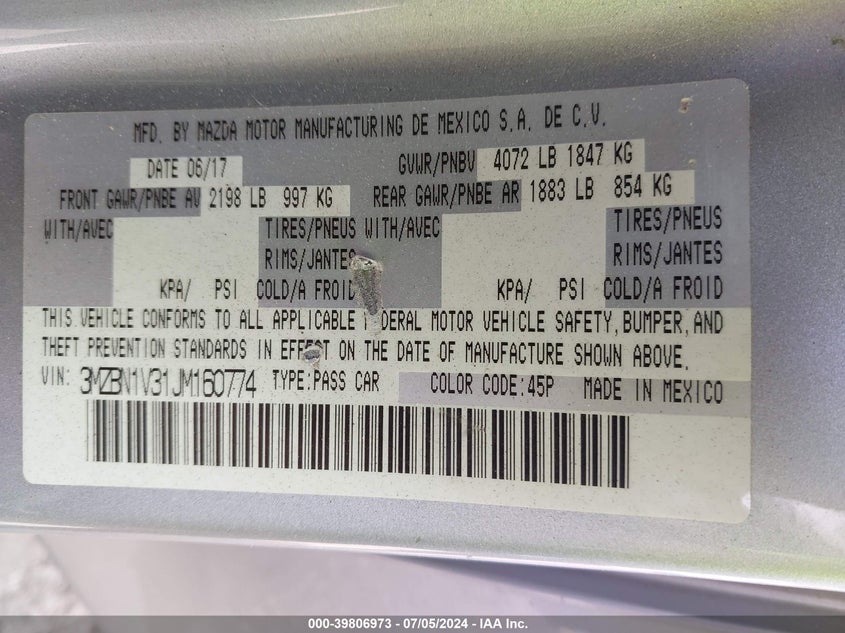 MFD. BY MAZDA MOTOR MANUFACTURING DE MEXICO S.A. DE C.V.
DATE 06/17 GVWR/PNBV 4072 LB 1847 KG
FRONT GAWR/PNBE AV 2198 LB 997 KG REAR GAWR/PNBE AR 1883 LB 854 KG
WITH/AVEC TIRES/PNEUS WITH/AVEC TIRES/PNEUS
RIMS/JANTES RIMS/JANTES
KPA/ PSI COLD/A FROID KPA/ PSI COLD/A FROID
THIS VEHICLE CONFORMS TO ALL APPLICABLE DERAL MOTOR VEHICLE SAFETY, BUMPER, AND
THEFT PREVENTION STANDARDS IN EFFECT ON THE DATE OF MANUFACTURE SHOWN ABOVE.
VIN: 3MZBN1V31JM160774 TYPE:PASS CAR COLOR CODE:45P MADE IN MEXICO
000-39806973 / 07/05/2024 - IAA Inc.